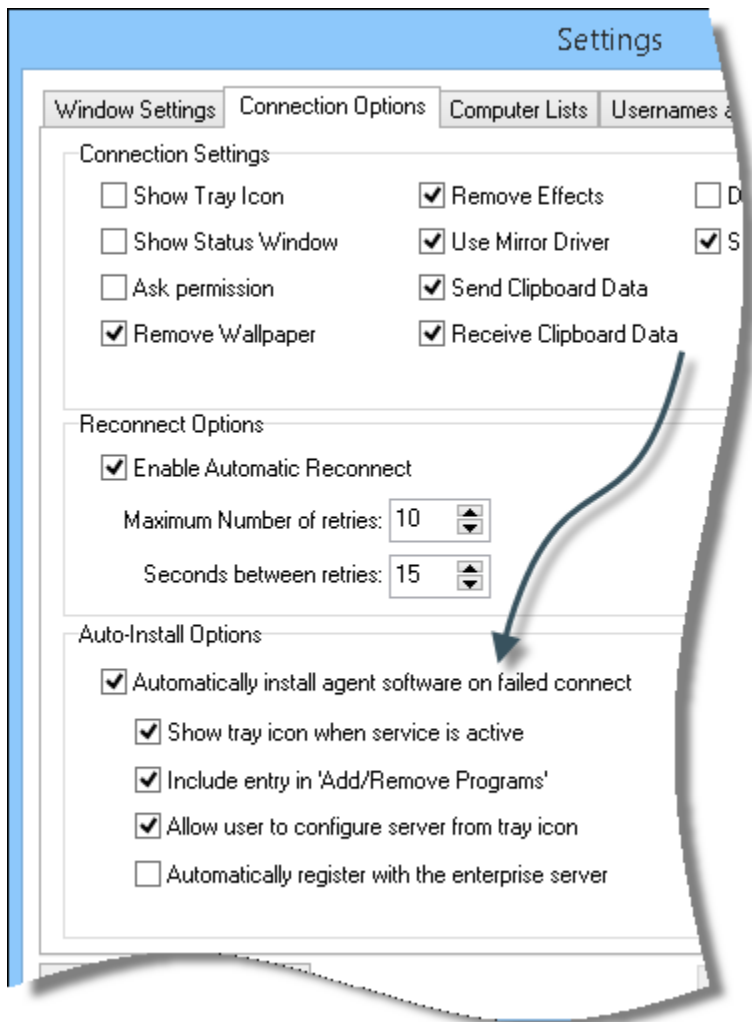 Settings
Window Settings Connection Options Computer Lists Usernames
Connection Settings
Show Tray Icon Remove Effects
Show Status Window Use Mirror Driver
Ask permission Send Clipboard Data
Remove Wallpaper Receive Clipboard Data
Reconnect Options
Enable Automatic Reconnect
Maximum Number of retries: 10
Seconds between retries: 15
Auto-Install Options
Automatically install agent software on failed connect
Show tray icon when service is active
Include entry in 'Add/Remove Programs'
Allow user to configure server from tray icon
Automatically register with the enterprise server